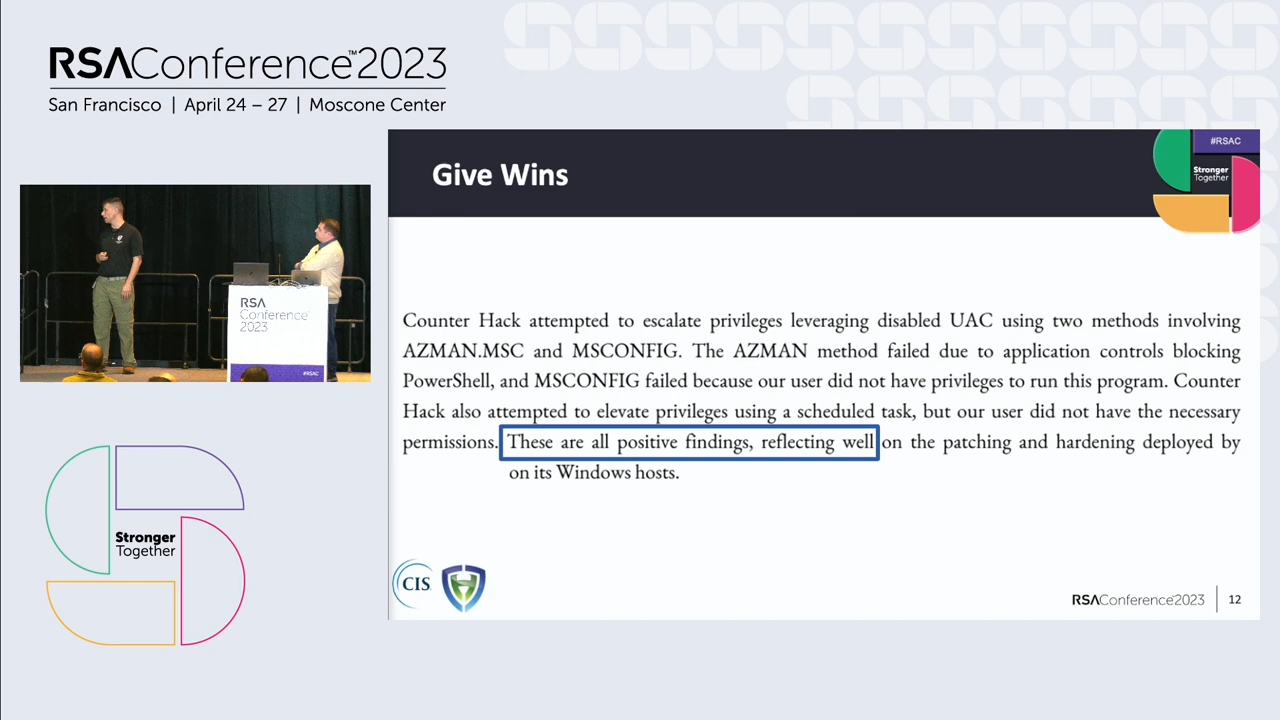 RSAConference™2023
San Francisco | April 24 – 27 | Moscone Center
#RSAC
Give Wins
Stronger
Together
RSA
Conference
2023
#RSAC
Counter Hack attempted to escalate privileges leveraging disabled UAC using two methods involving
AZMAN.MSC and MSCONFIG. The AZMAN method failed due to application controls blocking
PowerShell, and MSCONFIG failed because our user did not have privileges to run this program. Counter
Hack also attempted to elevate privileges using a scheduled task, but our user did not have the necessary
permissions. These are all positive findings, reflecting well on the patching and hardening deployed by
on its Windows hosts.
Stronger
Together
CIS
RSAConference2023 | 12